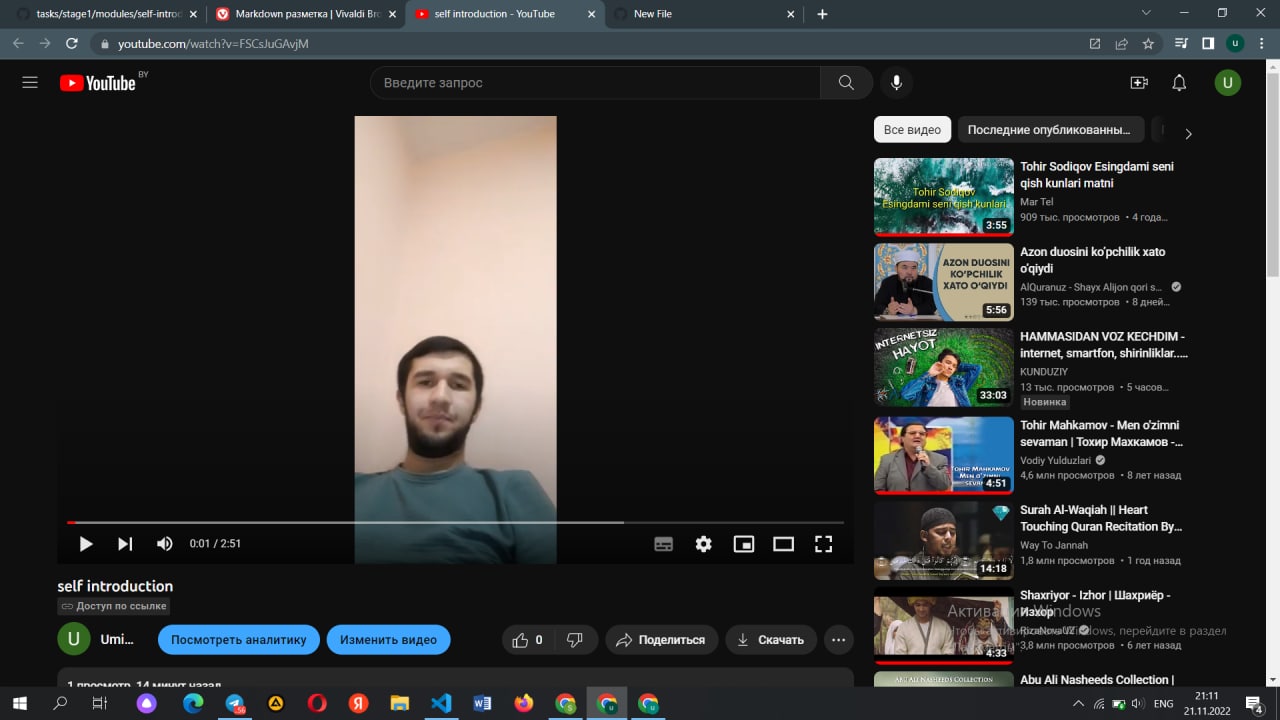 tasks/stage1/modules/self-introd
Markdown разметка | Vivaldi Bro
self introduction - YouTube
New File
youtube.com/watch?v=FSCsJuGAvjM
U
YouTube
BY
Введите запрос
U
Все видео
Последние опубликованны...
Tohir Sodiqov
Esingdami seni qish kunlari
3:55
Tohir Sodiqov Esingdami seni
qish kunlari matni
Mar Tel
909 тыс. просмотров • 4 года...
AZON DUOSINI
KO'PCHILIK
XATO O'QIYDI
5:56
Azon duosini ko'pchilik xato
o'qiydi
AlQuranuz - Shayx Alijon qori s...
139 тыс. просмотров • 8 дней...
INTERNETSIZ
HAYOT
33:03
HAMMASIDAN VOZ KECHDIM -
internet, smartfon, shirinliklar.....
KUNDUZIY
13 тыс. просмотров • 5 часов...
Новинка
TOHIR MAHKAMOV
MEN O'ZIMNI
SEVAM
4:51
Tohir Mahkamov - Men o'zimni
sevaman | Тохир Махкамов -...
Vodiy Yulduzlari
4,6 млн просмотров • 8 лет назад
14:18
Surah Al-Waqiah || Heart
Touching Quran Recitation By...
Way To Jannah
1,8 млн просмотров • 1 год назад
4:33
Shaxriyor - Izhor | Шахриёр -
Изхор
RizaNovaUZ
3,8 млн просмотров • 6 лет назад
Активация Windows
Чтобы активировать Windows, перейдите в раздел
ABU ALI NASHEEDS COLLECTION
Abu Ali Nasheeds Collection |
0:01 / 2:51
self introduction
Доступ по ссылке
U
Umi...
Посмотреть аналитику
Изменить видео
0
Поделиться
Скачать
1 просмотр 14 минут назад
56
ENG
21:11
21.11.2022
4